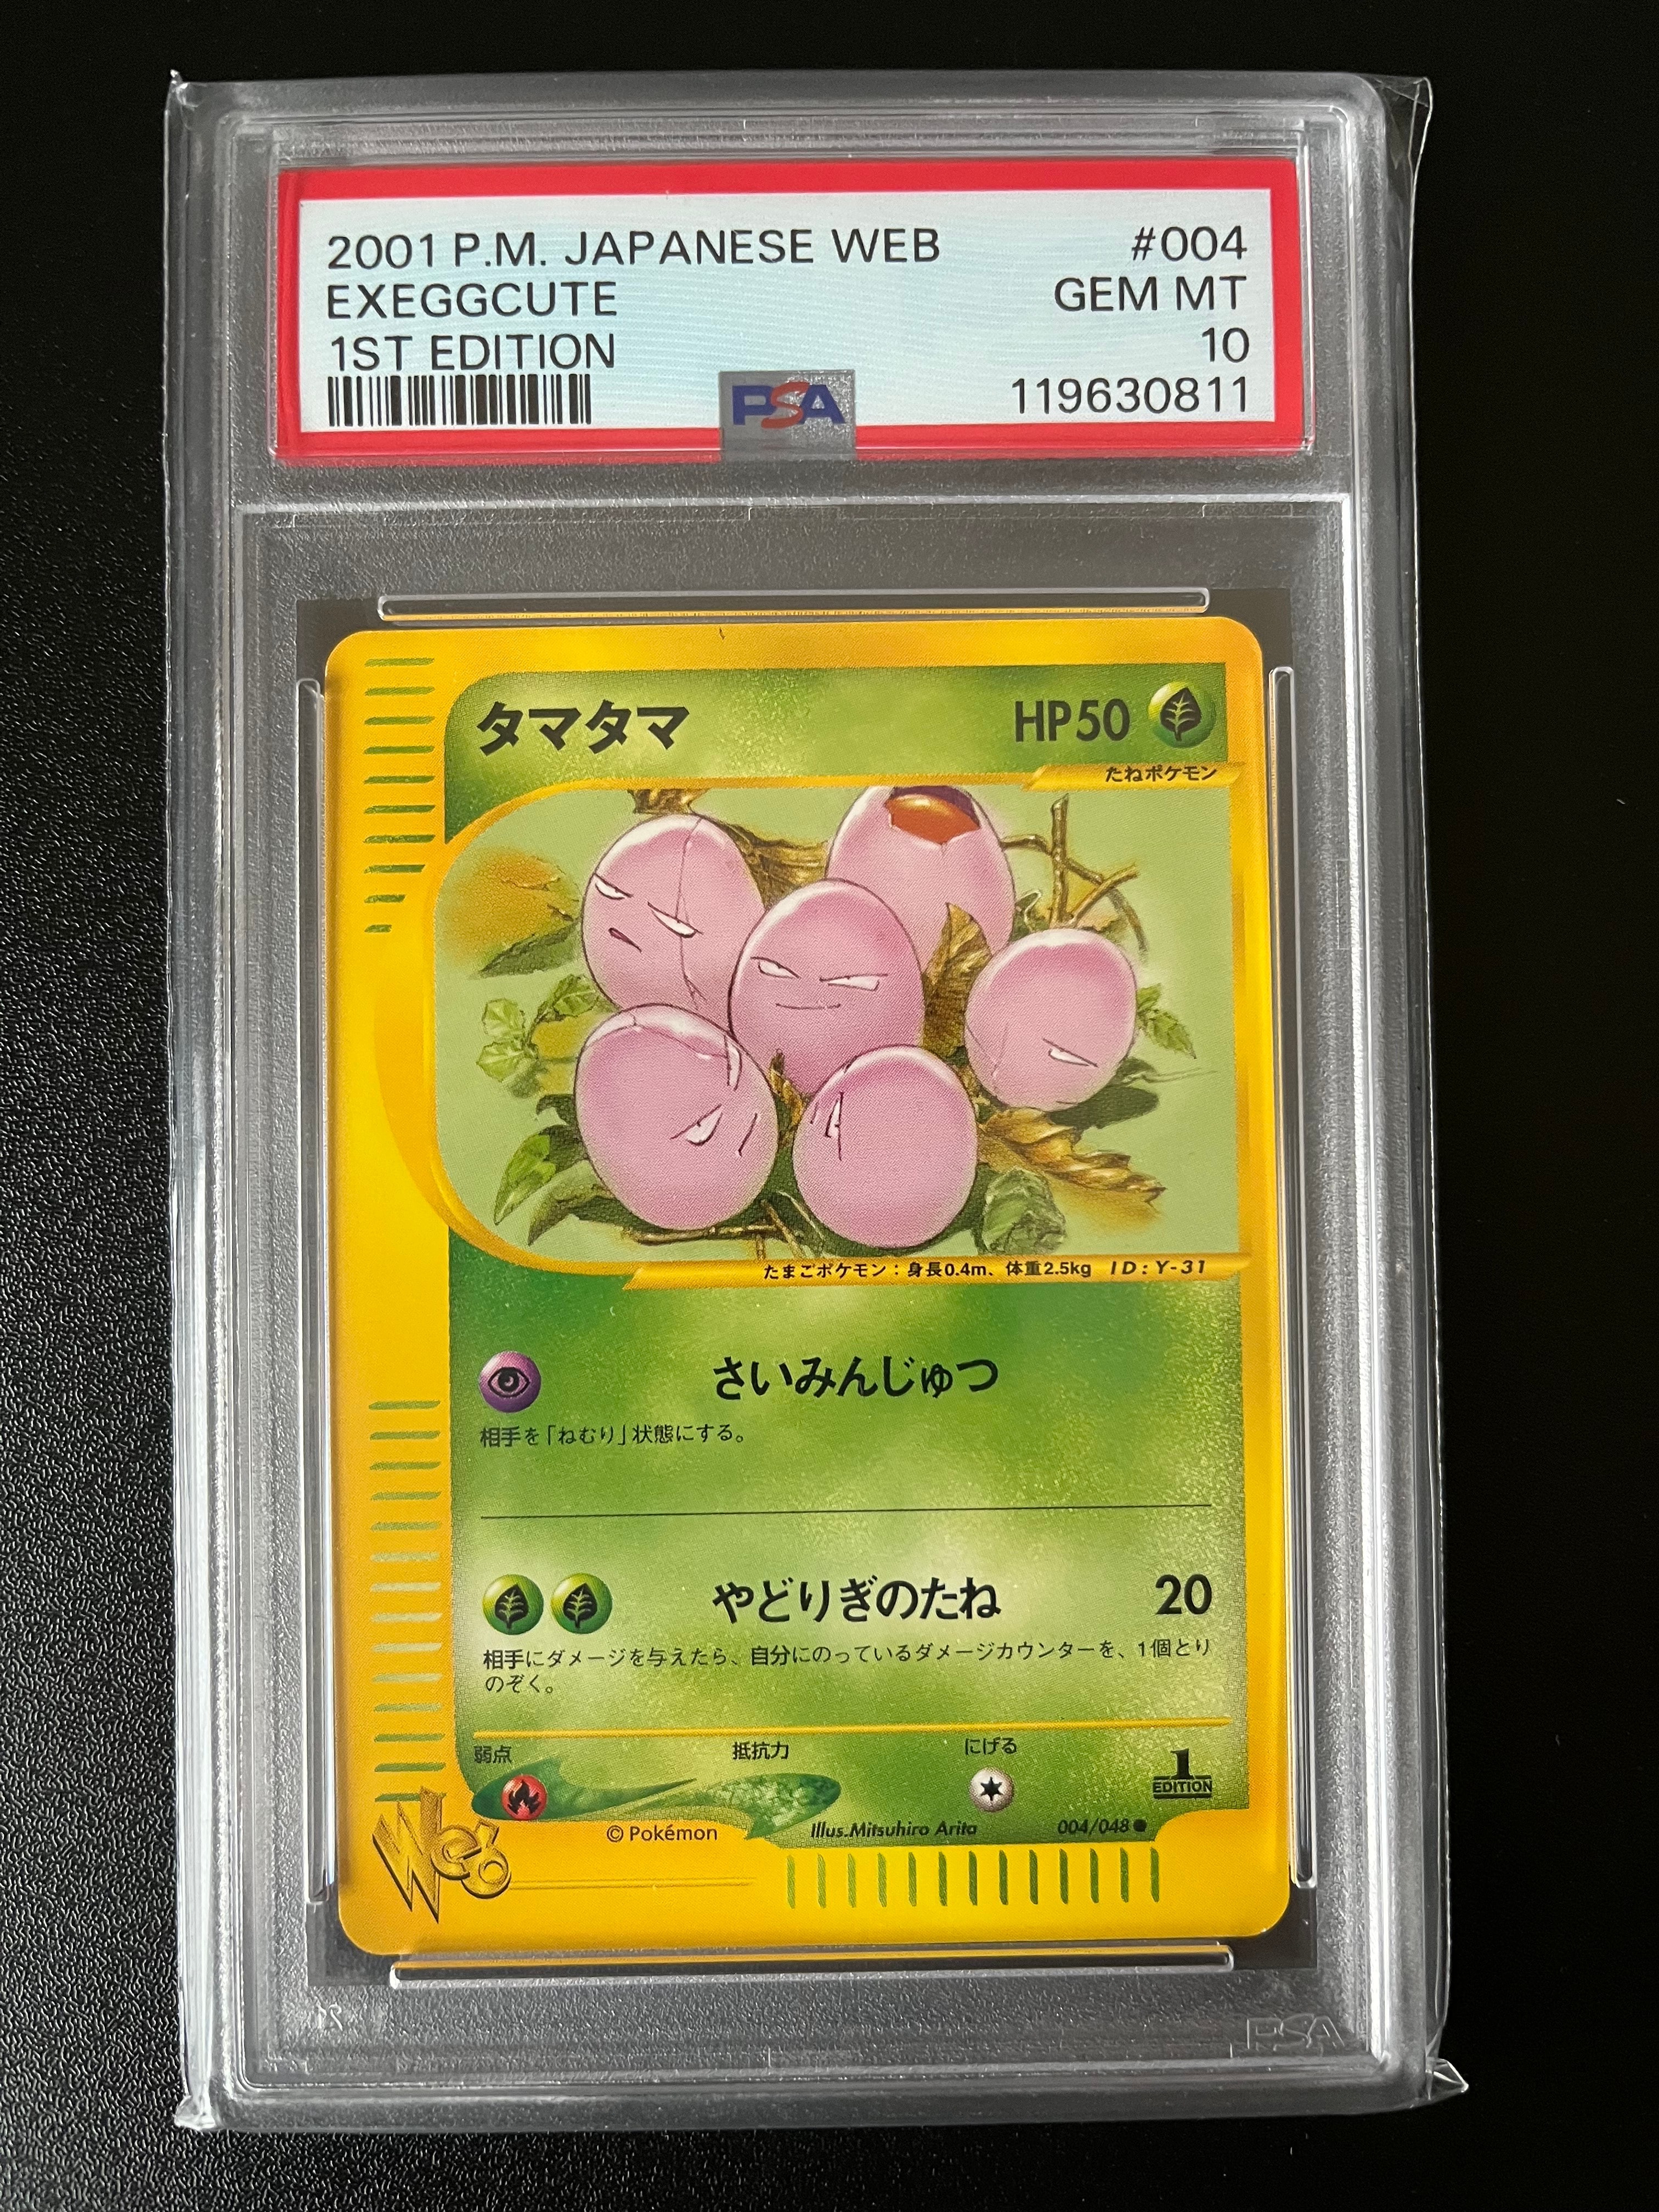 2001 P.M. JAPANESE WEB #004
EXEGGCUTE GEM MT
1ST EDITION 10
PSA 119630811
タマタマ HP50
たねポケモン
たまごポケモン：身長0.4m、体重2.5kg ID:Y-31
さいみんじゅつ
相手を「ねむり」状態にする。
やどりぎのたね 20
相手にダメージを与えたら、自分にのっているダメージカウンターを、1個とり
のぞく。
弱点 抵抗力 にげる
1
EDITION
Web
© Pokémon Illus.Mitsuhiro Arita 004/048
PSA